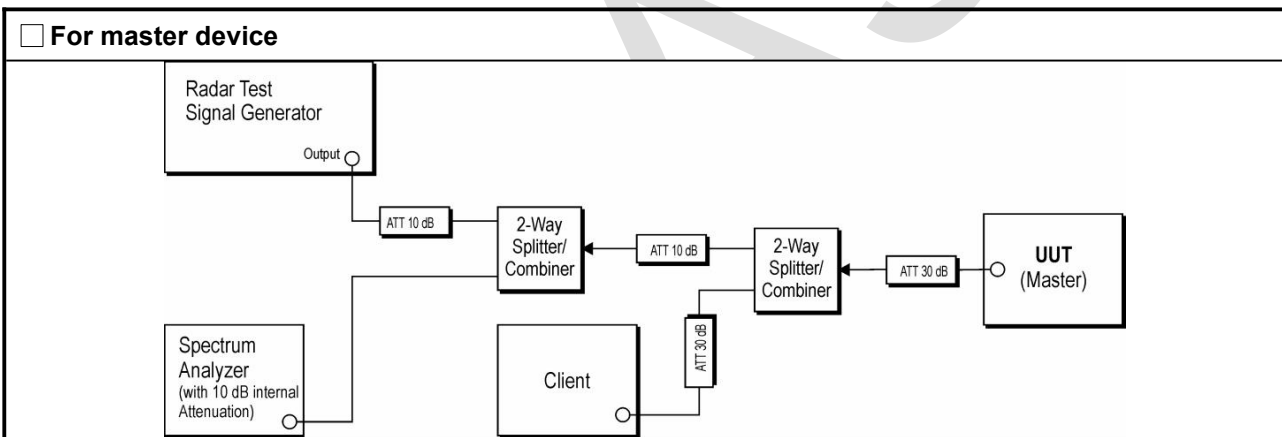 □ For master device
Radar Test
Signal Generator
Output
ATT 10 dB
2-Way
Splitter/
Combiner
ATT 10 dB
2-Way
Splitter/
Combiner
ATT 30 dB
UUT
(Master)
Spectrum
Analyzer
(with 10 dB internal
Attenuation)
Client
ATT 30 dB